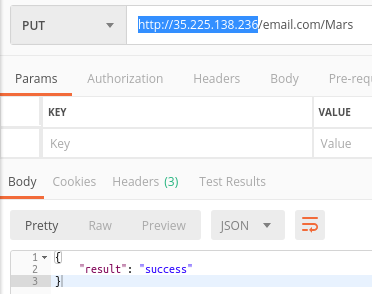 PUT http://35.225.138.236/email.com/Mars
Params Authorization Headers Body Pre-requ
KEY VALUE
Key Value
Body Cookies Headers (3) Test Results
Pretty Raw Preview JSON
1 {
2 "result": "success"
3 }